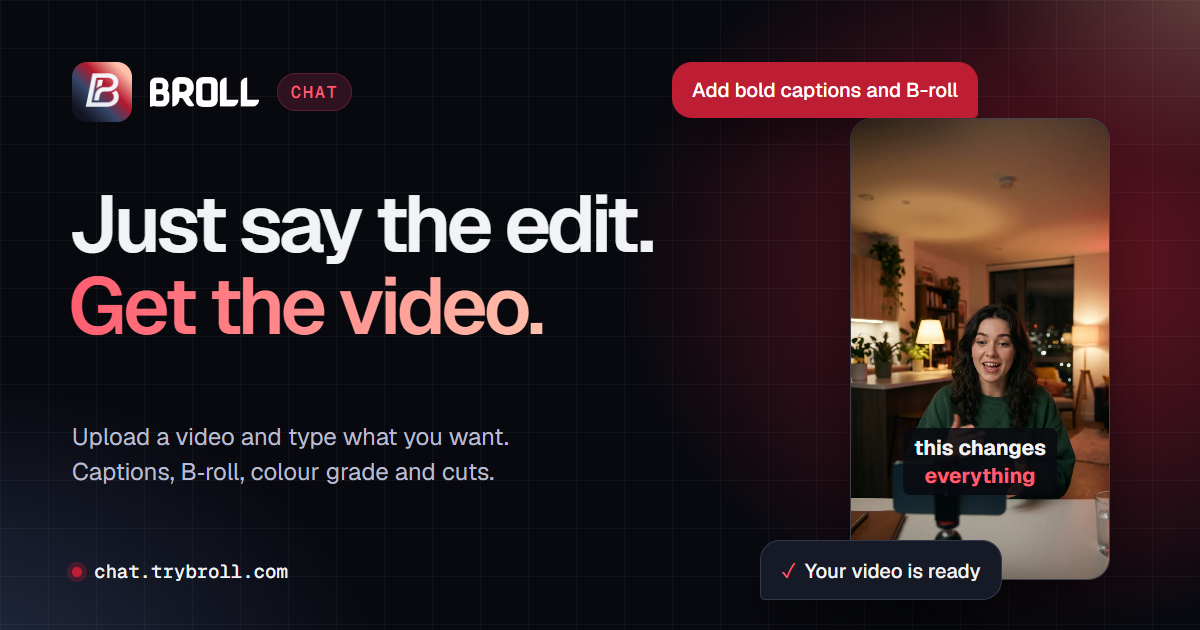 B
BROLL
CHAT
Add bold captions and B-roll
Just say the edit.
Get the video.
Upload a video and type what you want.
Captions, B-roll, colour grade and cuts.
this changes
everything
chat.trybroll.com
✓ Your video is ready